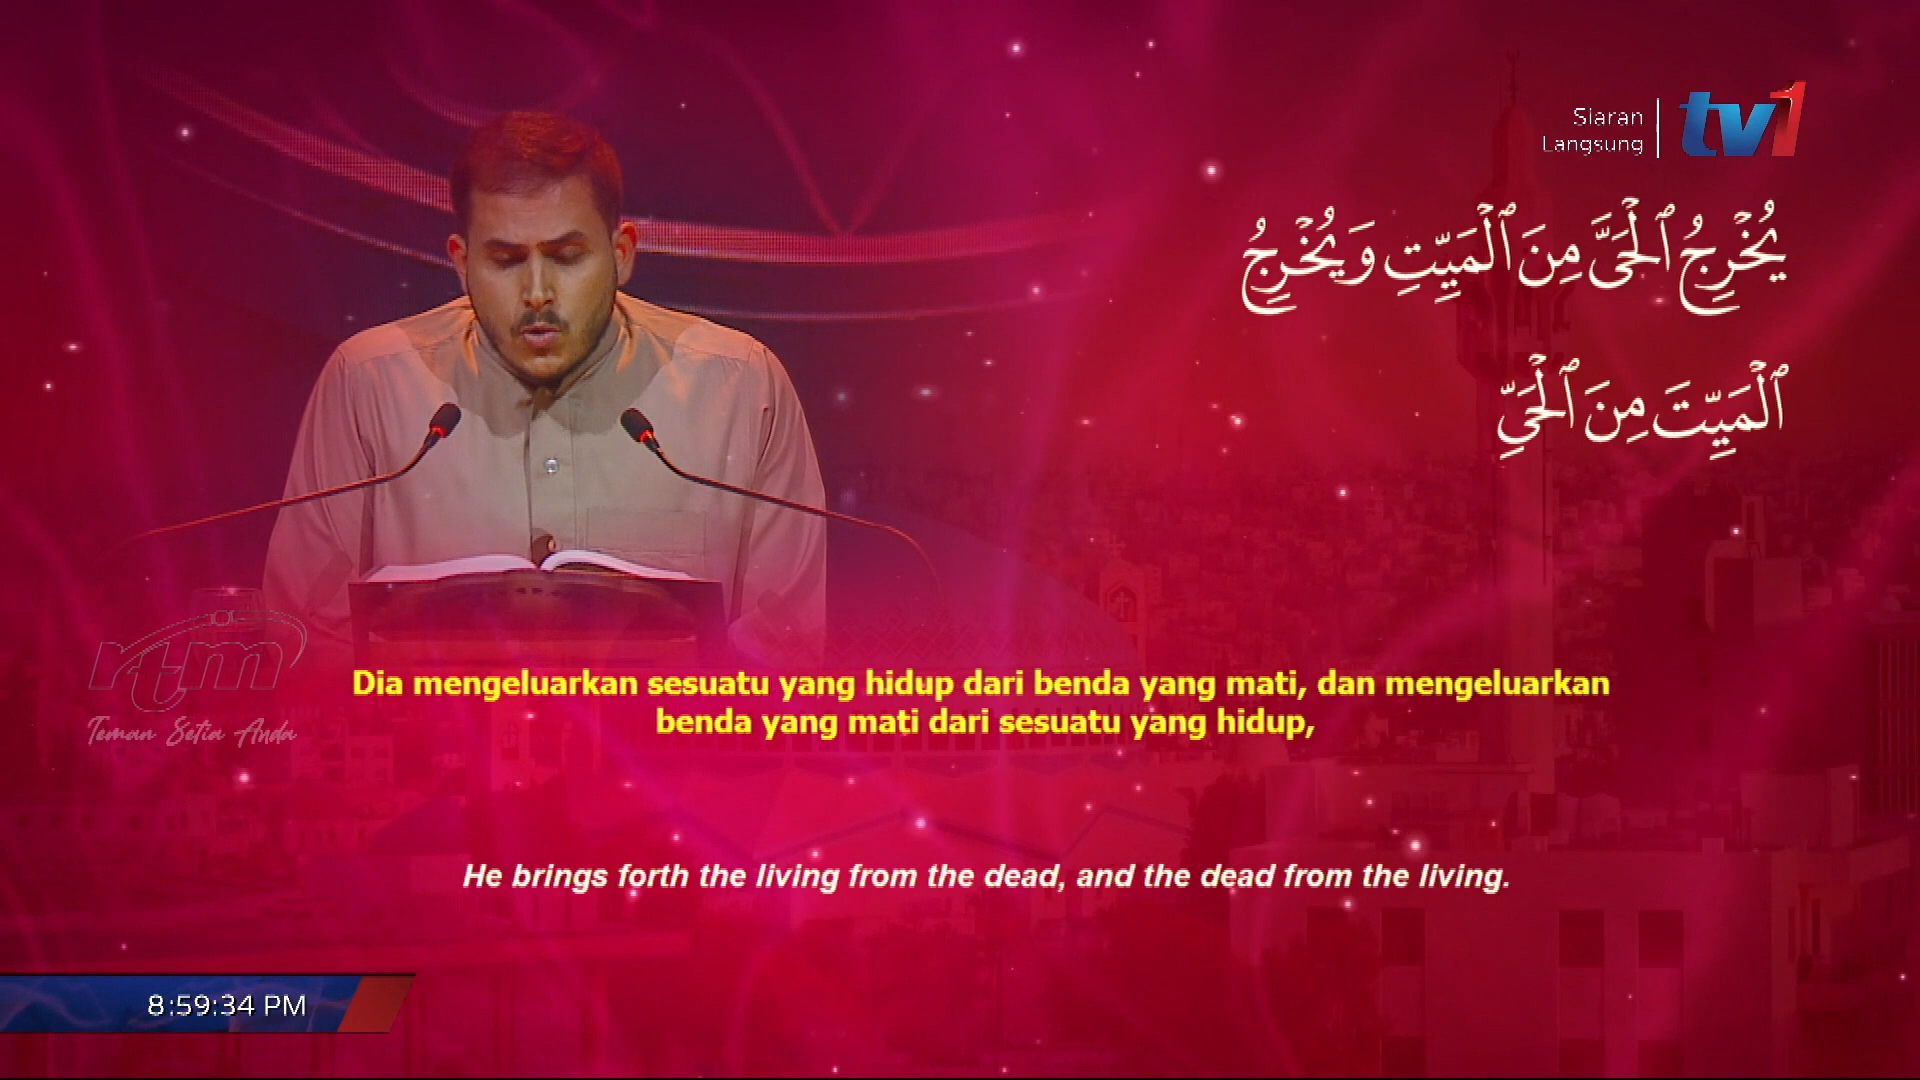 Siaran
Langsung
tv1
يُخْرِجُ ٱلْحَىَّ مِنَ ٱلْمَيِّتِ وَيُخْرِجُ
ٱلْمَيِّتَ مِنَ ٱلْحَيِّ
rtm
Teman Setia Anda
Dia mengeluarkan sesuatu yang hidup dari benda yang mati, dan mengeluarkan
benda yang mati dari sesuatu yang hidup,
He brings forth the living from the dead, and the dead from the living.
8:59:34 PM